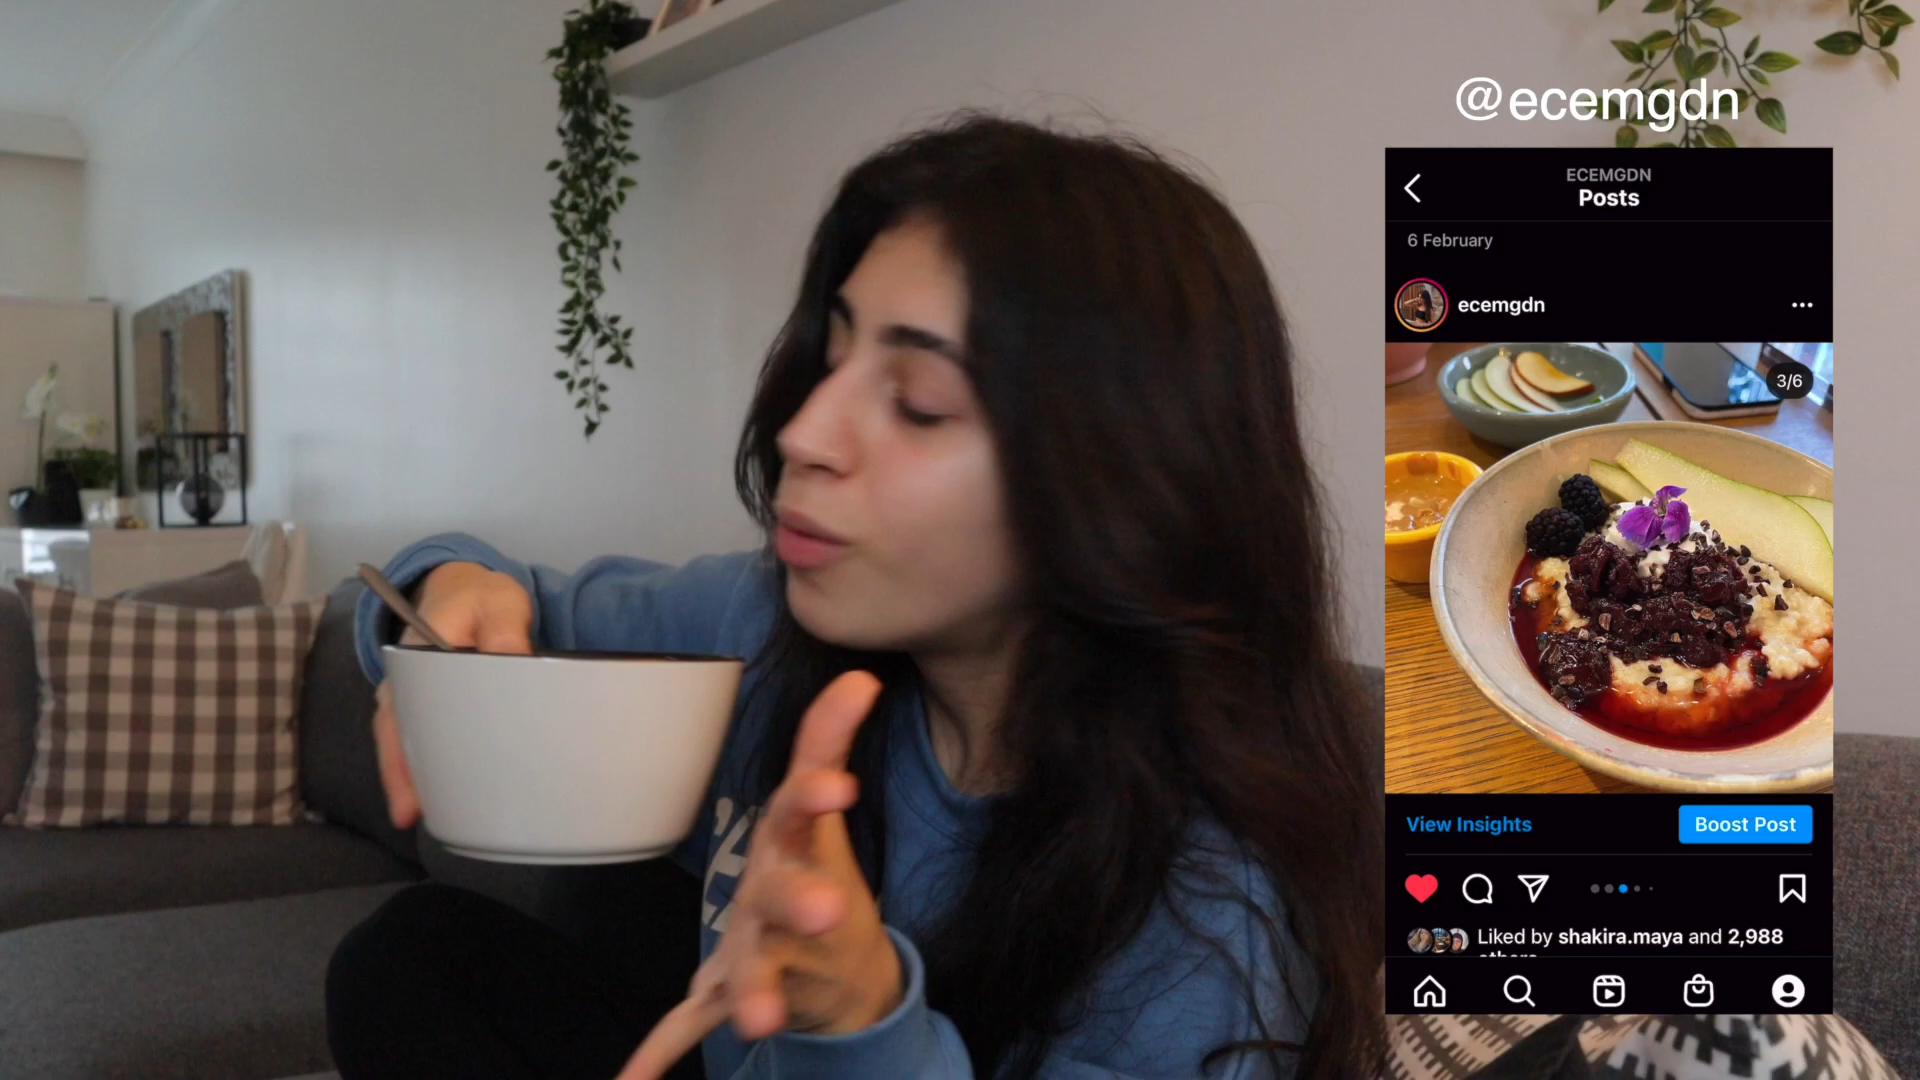 @ecemgdn
ECEMGDN
Posts
6 February
ecemgdn
3/6
View Insights
Boost Post
Liked by shakira.maya and 2,988
others